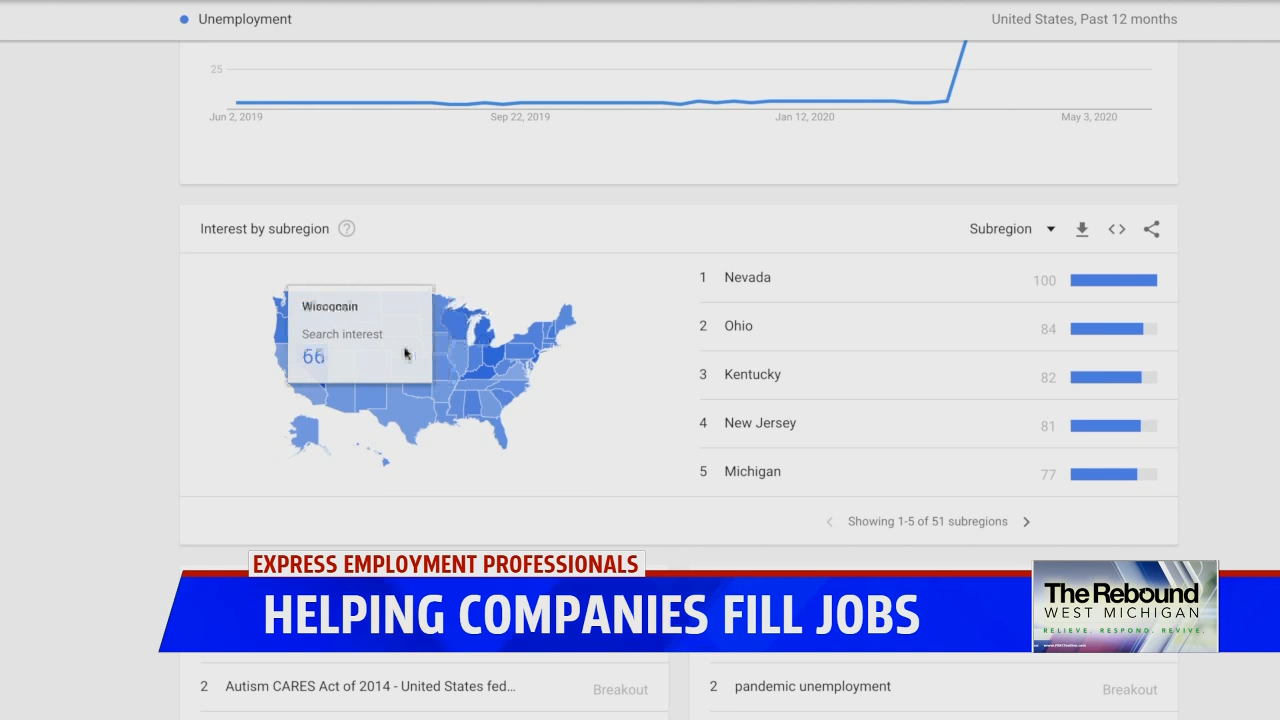 Unemployment
United States, Past 12 months
25
Jun 2, 2019
Sep 22, 2019
Jan 12, 2020
May 3, 2020
Interest by subregion ?
Subregion
Search interest
66
1 Nevada 100
2 Ohio 84
3 Kentucky 82
4 New Jersey 81
5 Michigan 77
Showing 1-5 of 51 subregions
EXPRESS EMPLOYMENT PROFESSIONALS
HELPING COMPANIES FILL JOBS
The Rebound
WEST MICHIGAN
RELIEVE. RESPOND. REVIVE.
2 Autism CARES Act of 2014 - United States fed... Breakout
2 pandemic unemployment Breakout